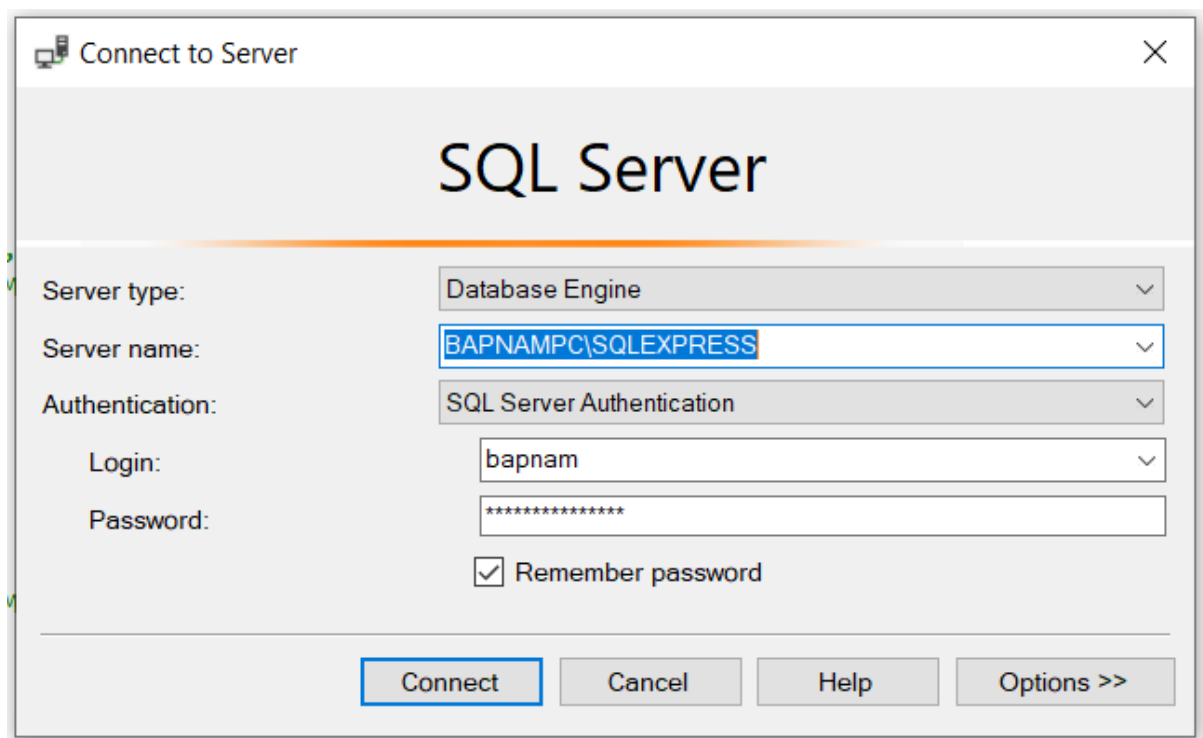 Connect to Server
SQL Server
Server type: Database Engine
Server name: BAPNAMPC\SQLEXPRESS
Authentication: SQL Server Authentication
Login: bapnam
Password: ***************
Remember password
Connect Cancel Help Options >>